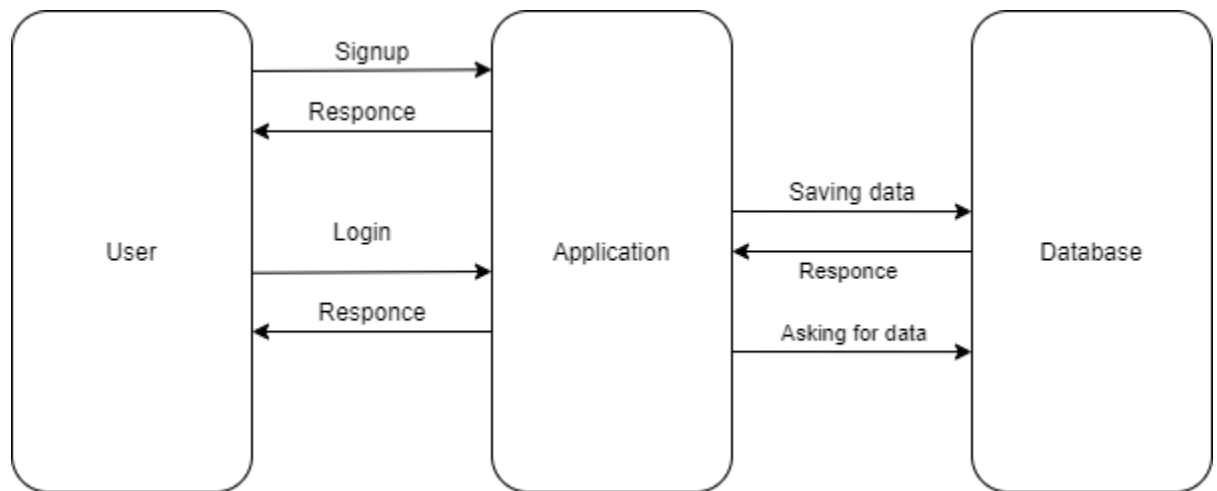 Signup
Responce
Saving data
Login
User
Application
Database
Responce
Responce
Asking for data